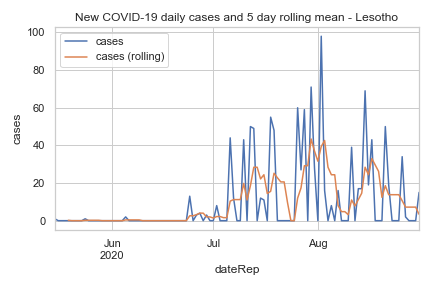 New COVID-19 daily cases and 5 day rolling mean - Lesotho
cases
cases (rolling)
100
80
60
40
20
0
cases
Jun
2020
Jul
Aug
dateRep